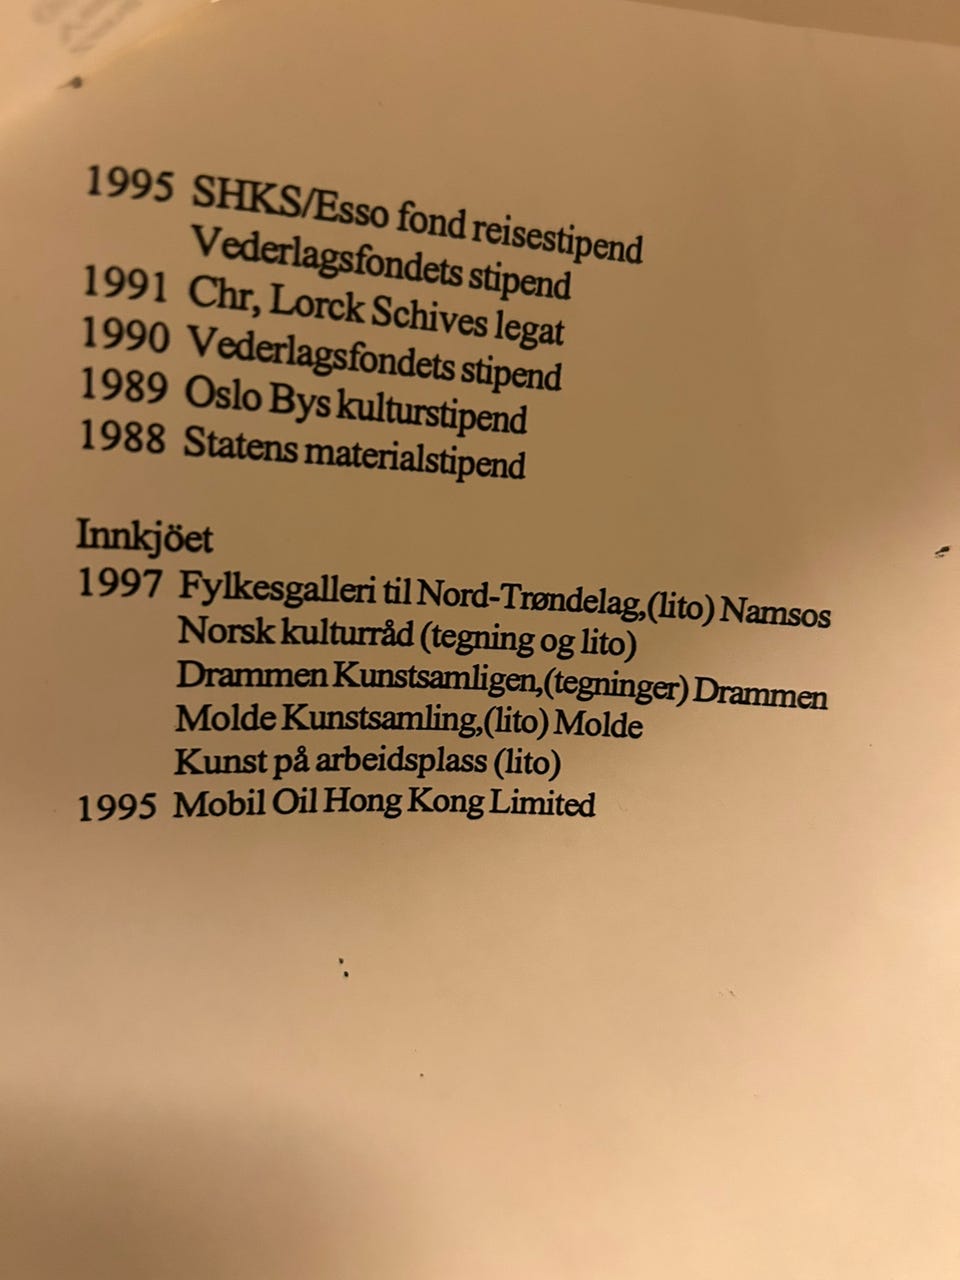 1995 SHKS/Esso fond reisestipend
Vederlagsfondets stipend
1991 Chr, Lorck Schives legat
1990 Vederlagsfondets stipend
1989 Oslo Bys kulturstipend
1988 Statens materialstipend
Innkjöet
1997 Fylkesgalleri til Nord-Trøndelag,(lito) Namsos
Norsk kulturråd (tegning og lito)
Drammen Kunstsamligen,(tegninger) Drammen
Molde Kunstsamling,(lito) Molde
Kunst på arbeidsplass (lito)
1995 Mobil Oil Hong Kong Limited